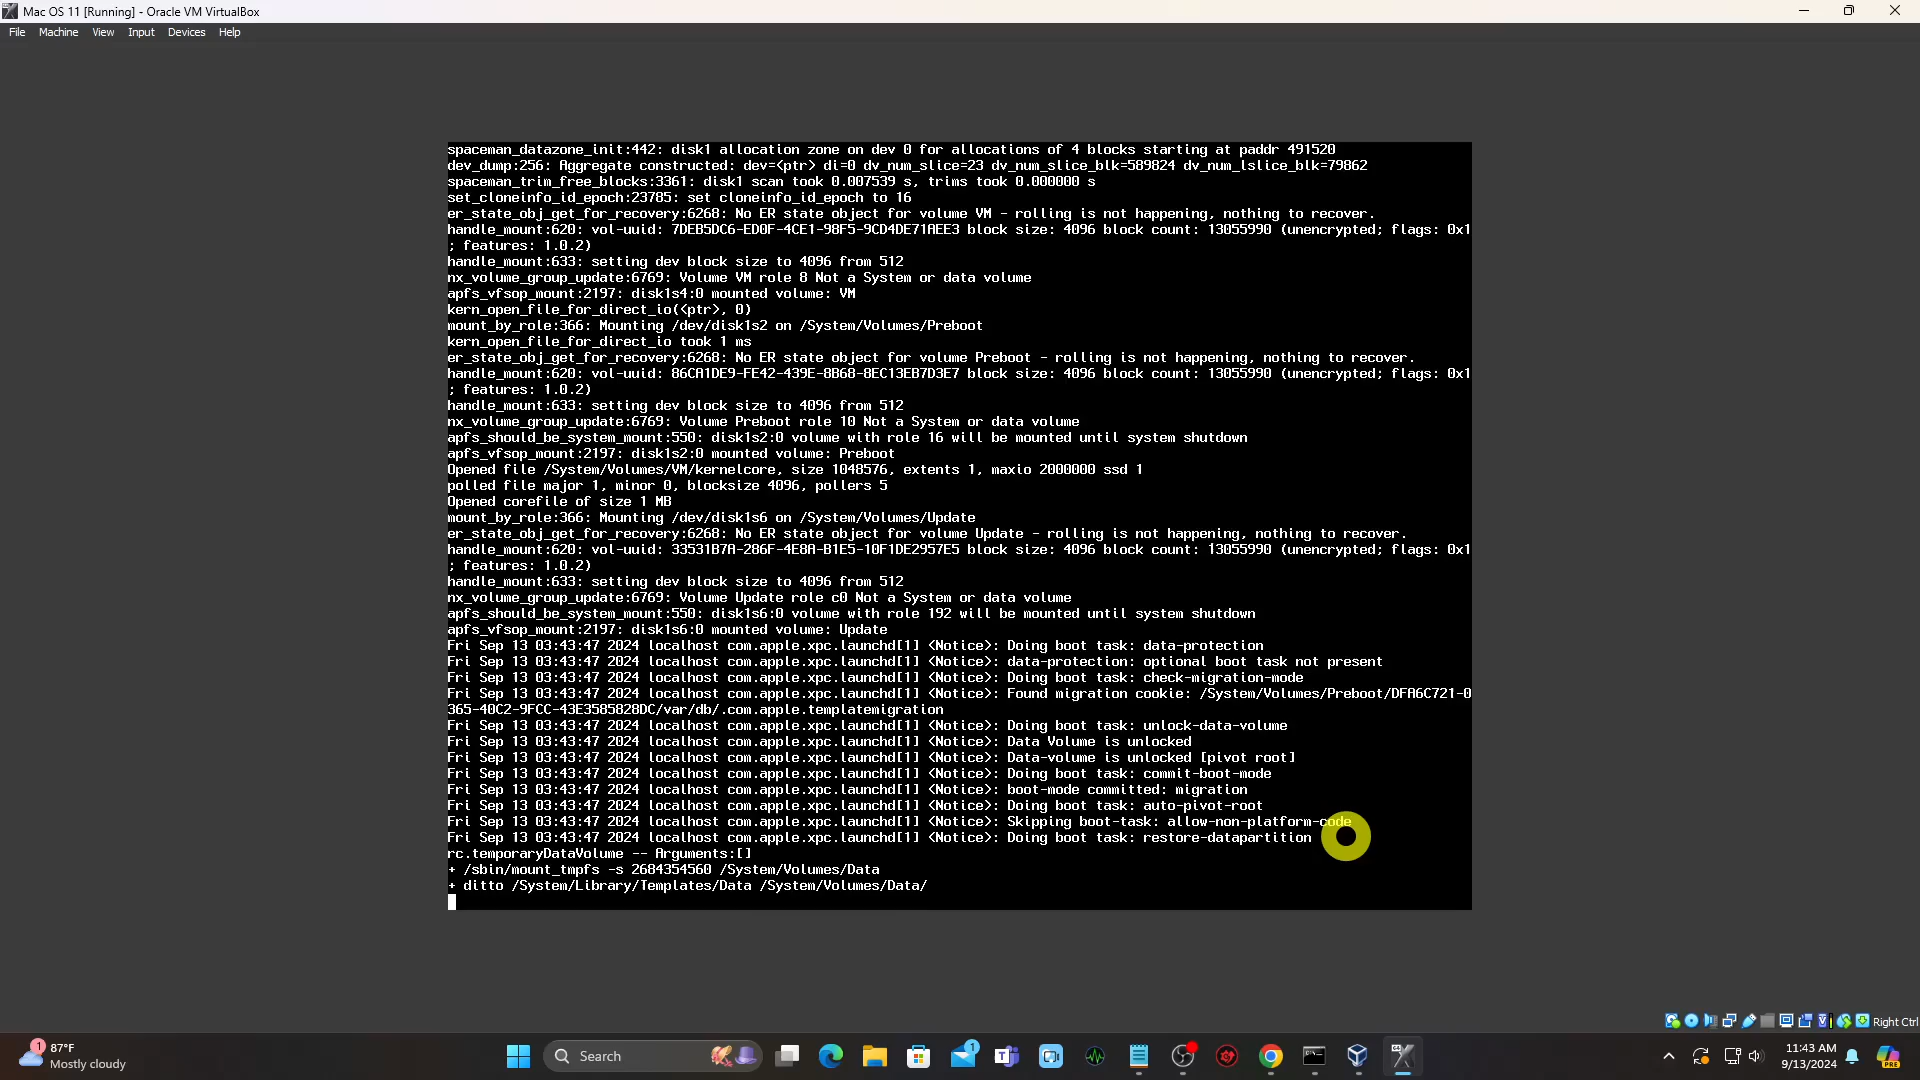 Mac OS 11 [Running] - Oracle VM VirtualBox
File Machine View Input Devices Help
spaceman_datazone_init:442: disk1 allocation zone on dev 0 for allocations of 4 blocks starting at paddr 491520
dev_dump:256: Aggregate constructed: dev=<ptr> di=0 dv_num_slice=23 dv_num_slice_blk=589824 dv_num_lslice_blk=79862
spaceman_trim_free_blocks:3361: disk1 scan took 0.007539 s, trims took 0.000000 s
set_cloneinfo_id_epoch:23785: set cloneinfo_id_epoch to 16
er_state_obj_get_for_recovery:6268: No ER state object for volume VM - rolling is not happening, nothing to recover.
handle_mount:620: vol-uuid: 7DEB5DC6-ED0F-4CE1-98F5-9CD4DE71AEE3 block size: 4096 block count: 13055990 (unencrypted; flags: 0x1
; features: 1.0.2)
handle_mount:633: setting dev block size to 4096 from 512
nx_volume_group_update:6769: Volume VM role 8 Not a System or data volume
apfs_vfsop_mount:2197: disk1s4:0 mounted volume: VM
kern_open_file_for_direct_io(<ptr>, 0)
mount_by_role:366: Mounting /dev/disk1s2 on /System/Volumes/Preboot
kern_open_file_for_direct_io took 1 ms
er_state_obj_get_for_recovery:6268: No ER state object for volume Preboot - rolling is not happening, nothing to recover.
handle_mount:620: vol-uuid: 86CA1DE9-FE42-439E-8B68-8EC13EB7D3E7 block size: 4096 block count: 13055990 (unencrypted; flags: 0x1
; features: 1.0.2)
handle_mount:633: setting dev block size to 4096 from 512
nx_volume_group_update:6769: Volume Preboot role 10 Not a System or data volume
apfs_should_be_system_mount:550: disk1s2:0 volume with role 16 will be mounted until system shutdown
apfs_vfsop_mount:2197: disk1s2:0 mounted volume: Preboot
Opened file /System/Volumes/VM/kernelcore, size 1048576, extents 1, maxio 2000000 ssd 1
polled file major 1, minor 0, blocksize 4096, pollers 5
Opened corefile of size 1 MB
mount_by_role:366: Mounting /dev/disk1s6 on /System/Volumes/Update
er_state_obj_get_for_recovery:6268: No ER state object for volume Update - rolling is not happening, nothing to recover.
handle_mount:620: vol-uuid: 33531B7A-286F-4E8A-B1E5-10F1DE2957E5 block size: 4096 block count: 13055990 (unencrypted; flags: 0x1
; features: 1.0.2)
handle_mount:633: setting dev block size to 4096 from 512
nx_volume_group_update:6769: Volume Update role c0 Not a System or data volume
apfs_should_be_system_mount:550: disk1s6:0 volume with role 192 will be mounted until system shutdown
apfs_vfsop_mount:2197: disk1s6:0 mounted volume: Update
Fri Sep 13 03:43:47 2024 localhost com.apple.xpc.launchd[1] <Notice>: Doing boot task: data-protection
Fri Sep 13 03:43:47 2024 localhost com.apple.xpc.launchd[1] <Notice>: data-protection: optional boot task not present
Fri Sep 13 03:43:47 2024 localhost com.apple.xpc.launchd[1] <Notice>: Doing boot task: check-migration-mode
Fri Sep 13 03:43:47 2024 localhost com.apple.xpc.launchd[1] <Notice>: Found migration cookie: /System/Volumes/Preboot/DFA6C721-0
365-40C2-9FCC-43E3585828DC/var/db/.com.apple.templatemigration
Fri Sep 13 03:43:47 2024 localhost com.apple.xpc.launchd[1] <Notice>: Doing boot task: unlock-data-volume
Fri Sep 13 03:43:47 2024 localhost com.apple.xpc.launchd[1] <Notice>: Data Volume is unlocked
Fri Sep 13 03:43:47 2024 localhost com.apple.xpc.launchd[1] <Notice>: Data-volume is unlocked [pivot root]
Fri Sep 13 03:43:47 2024 localhost com.apple.xpc.launchd[1] <Notice>: Doing boot task: commit-boot-mode
Fri Sep 13 03:43:47 2024 localhost com.apple.xpc.launchd[1] <Notice>: boot-mode committed: migration
Fri Sep 13 03:43:47 2024 localhost com.apple.xpc.launchd[1] <Notice>: Doing boot task: auto-pivot-root
Fri Sep 13 03:43:47 2024 localhost com.apple.xpc.launchd[1] <Notice>: Skipping boot-task: allow-non-platform-code
Fri Sep 13 03:43:47 2024 localhost com.apple.xpc.launchd[1] <Notice>: Doing boot task: restore-datapartition
rc.temporaryDataVolume -- Arguments:[]
+ /sbin/mount_tmpfs -s 2684354560 /System/Volumes/Data
+ ditto /System/Library/Templates/Data /System/Volumes/Data/
Right Ctrl
1
87°F
Mostly cloudy
Search
1
11:43 AM
9/13/2024
PRE